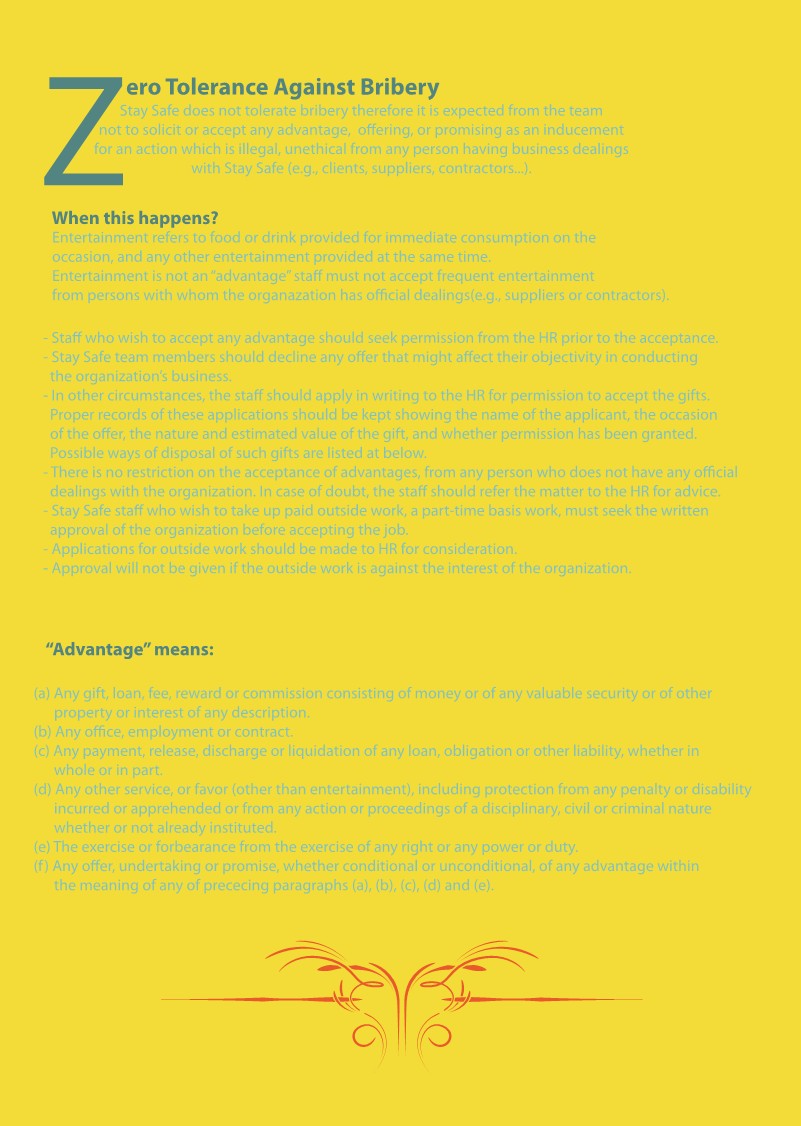 Zero Tolerance Against Bribery
Stay Safe does not tolerate bribery therefore it is expected from the team
not to solicit or accept any advantage, offering, or promising as an inducement
for an action which is illegal, unethical from any person having business dealings
with Stay Safe (e.g., clients, suppliers, contractors...).
When this happens?
Entertainment refers to food or drink provided for immediate consumption on the
occasion, and any other entertainment provided at the same time.
Entertainment is not an “advantage” staff must not accept frequent entertainment
from persons with whom the organazation has official dealings(e.g., suppliers or contractors).
- Staff who wish to accept any advantage should seek permission from the HR prior to the acceptance.
- Stay Safe team members should decline any offer that might affect their objectivity in conducting
the organization’s business.
- In other circumstances, the staff should apply in writing to the HR for permission to accept the gifts.
Proper records of these applications should be kept showing the name of the applicant, the occasion
of the offer, the nature and estimated value of the gift, and whether permission has been granted.
Possible ways of disposal of such gifts are listed at below.
- There is no restriction on the acceptance of advantages, from any person who does not have any official
dealings with the organization. In case of doubt, the staff should refer the matter to the HR for advice.
- Stay Safe staff who wish to take up paid outside work, a part-time basis work, must seek the written
approval of the organization before accepting the job.
- Applications for outside work should be made to HR for consideration.
- Approval will not be given if the outside work is against the interest of the organization.
“Advantage” means:
(a) Any gift, loan, fee, reward or commission consisting of money or of any valuable security or of other
property or interest of any description.
(b) Any office, employment or contract.
(c) Any payment, release, discharge or liquidation of any loan, obligation or other liability, whether in
whole or in part.
(d) Any other service, or favor (other than entertainment), including protection from any penalty or disability
incurred or apprehended or from any action or proceedings of a disciplinary, civil or criminal nature
whether or not already instituted.
(e) The exercise or forbearance from the exercise of any right or any power or duty.
(f) Any offer, undertaking or promise, whether conditional or unconditional, of any advantage within
the meaning of any of prececing paragraphs (a), (b), (c), (d) and (e).